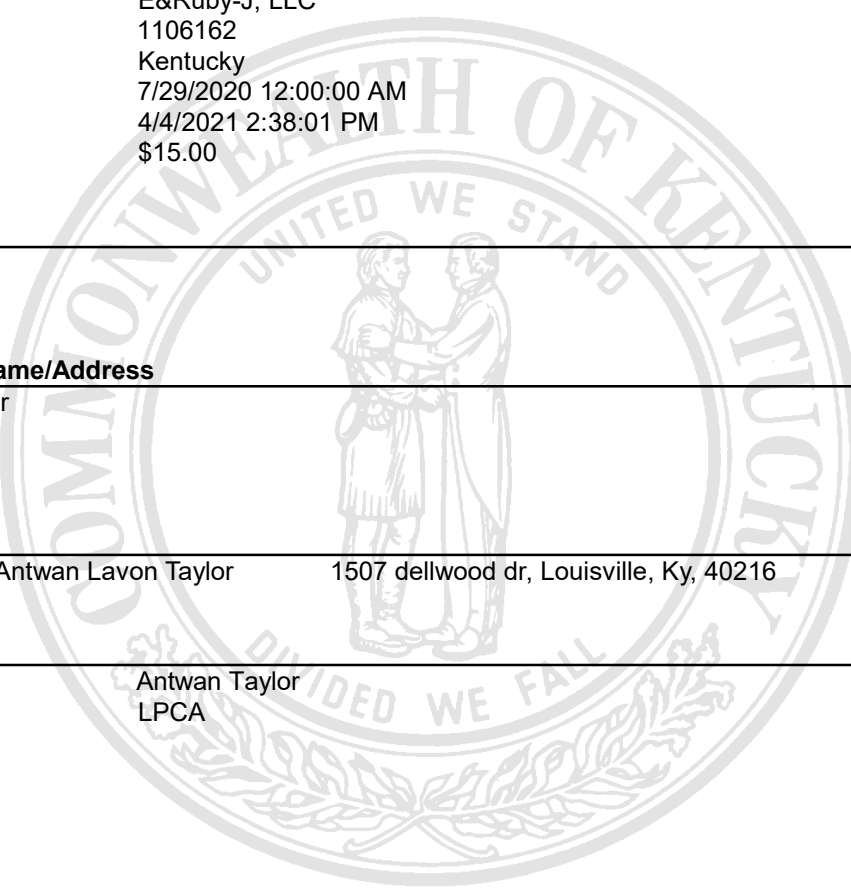 E&Ruby-J, LLC
1106162
Kentucky
7/29/2020 12:00:00 AM
4/4/2021 2:38:01 PM
$15.00
COMMONWEALTH OF KENTUCKY
UNITED WE STAND
ame/Address
r
Antwan Lavon Taylor 1507 dellwood dr, Louisville, Ky, 40216
DIVIDED WE FALL
Antwan Taylor
LPCA